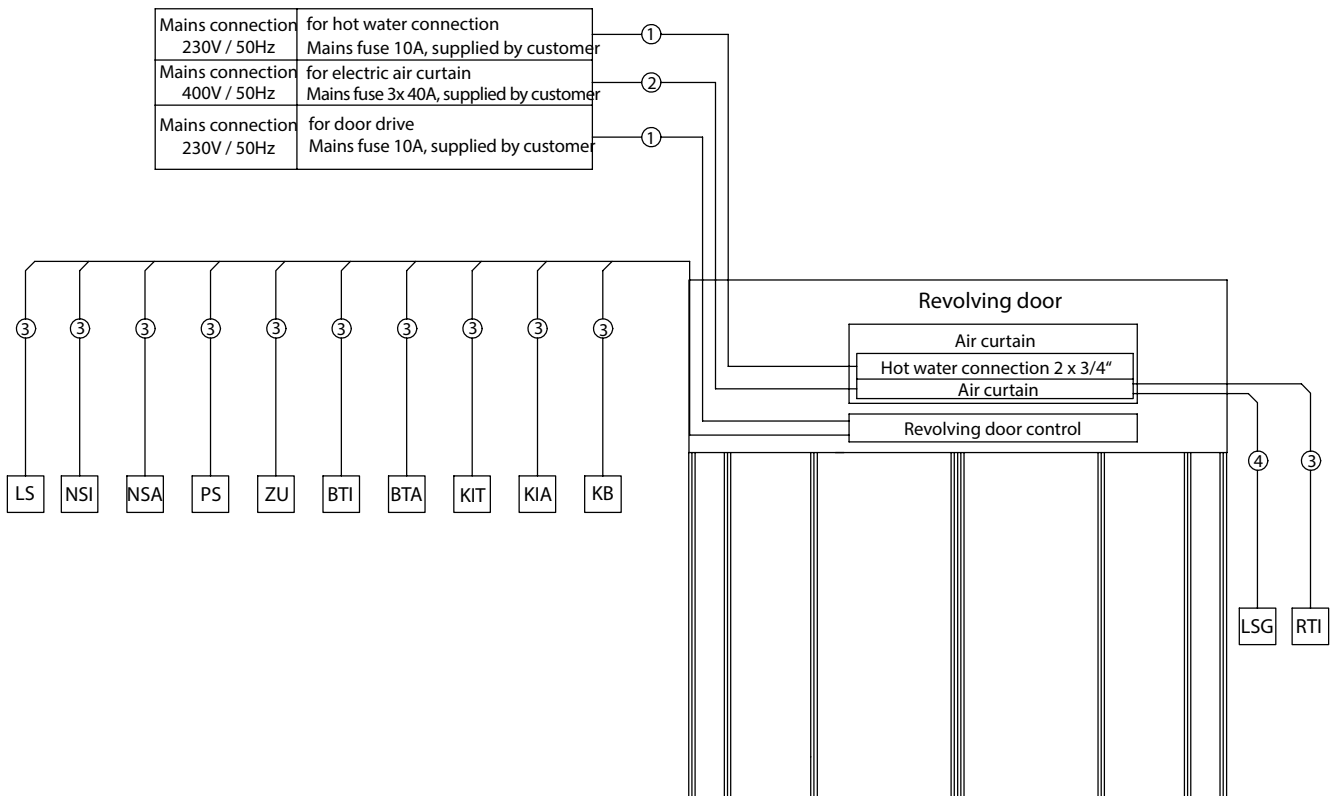 Mains connection
230V / 50Hz
for hot water connection
Mains fuse 10A, supplied by customer
1
Mains connection
400V / 50Hz
for electric air curtain
Mains fuse 3x 40A, supplied by customer
2
Mains connection
230V / 50Hz
for door drive
Mains fuse 10A, supplied by customer
1
Revolving door
Air curtain
Hot water connection 2 x 3/4“
Air curtain
Revolving door control
3 3 3 3 3 3 3 3 3 3
4 3
LS NSI NSA PS ZU BTI BTA KIT KIA KB
LSG RTI